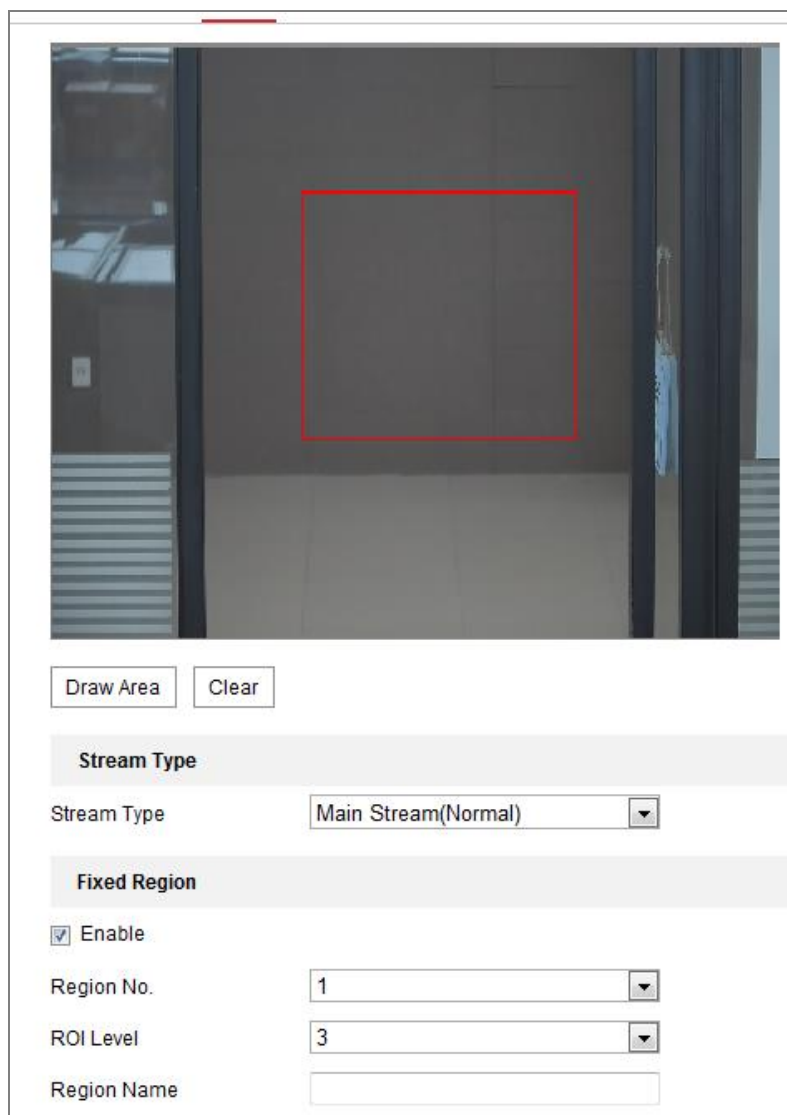 Draw Area Clear
Stream Type
Stream Type Main Stream(Normal)
Fixed Region
Enable
Region No. 1
ROI Level 3
Region Name